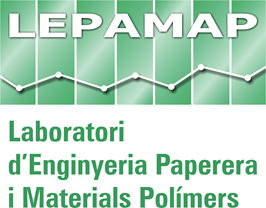 LEPAMAP
Laboratori
d'Enginyeria Paperera
i Materials Polímers